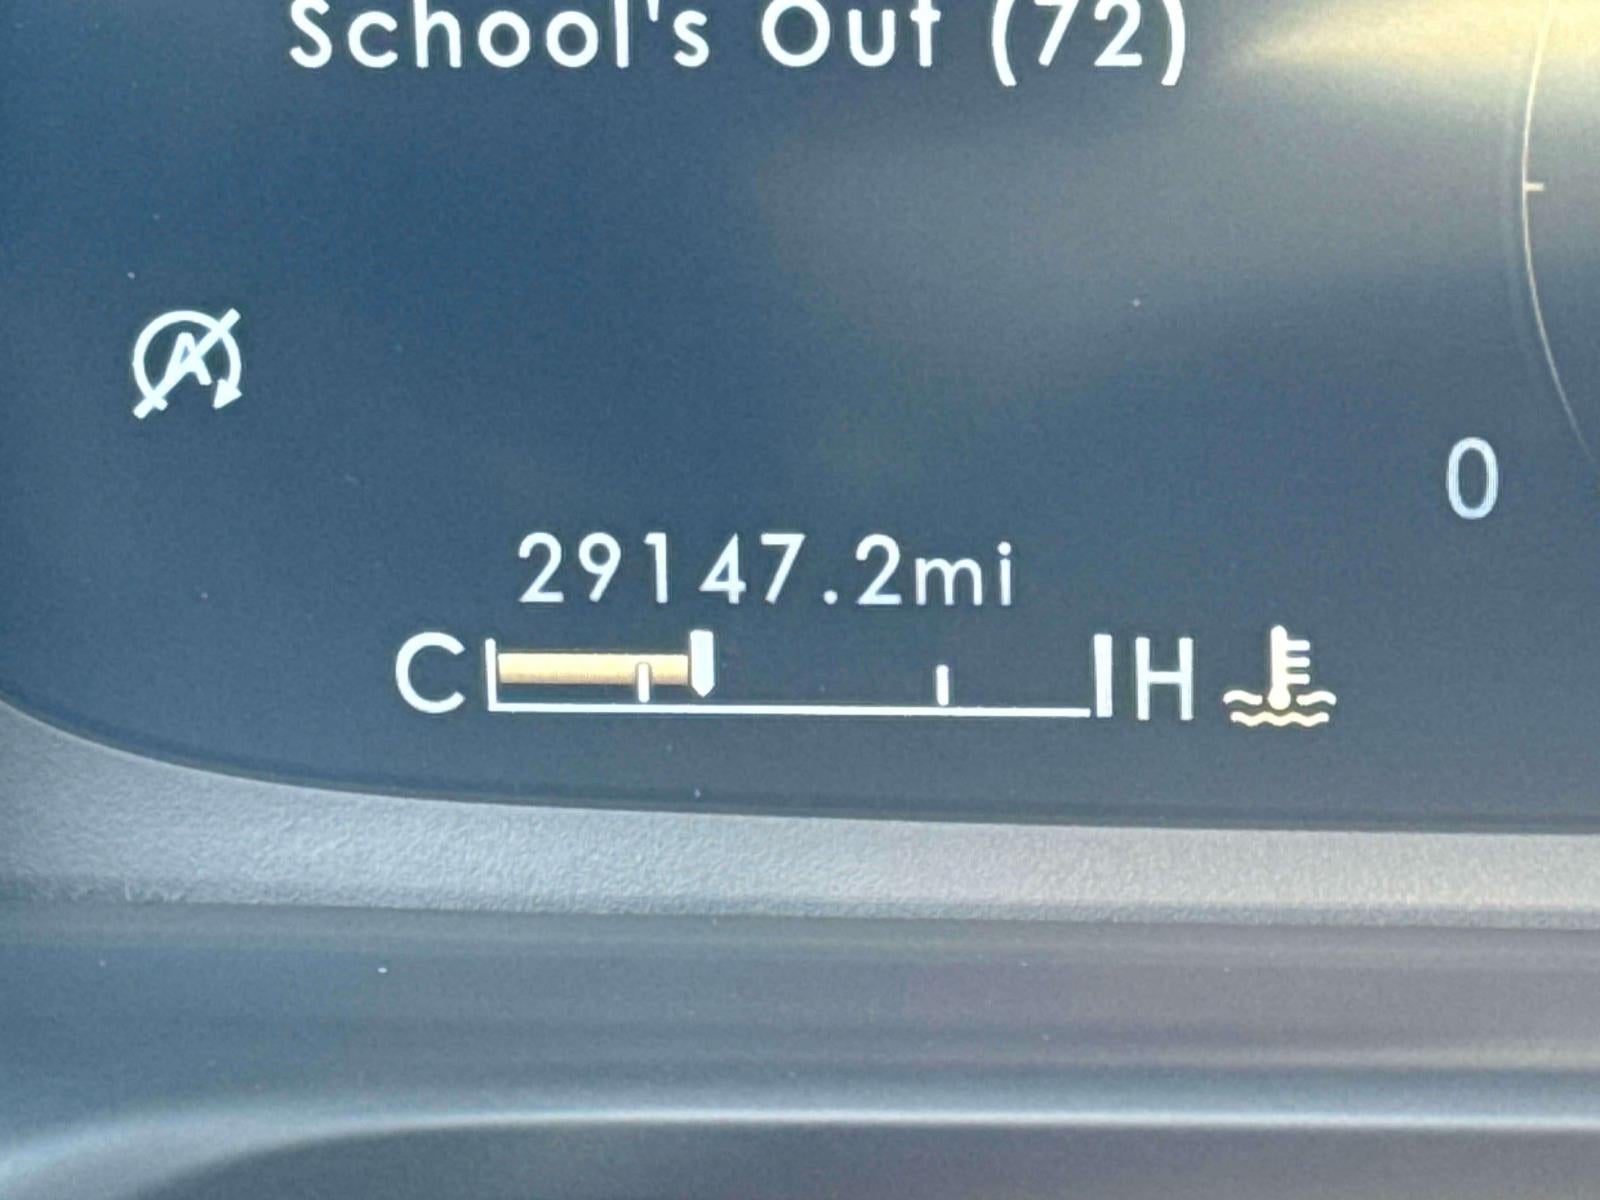 School's Out (72)
A
0
29147.2mi
C H